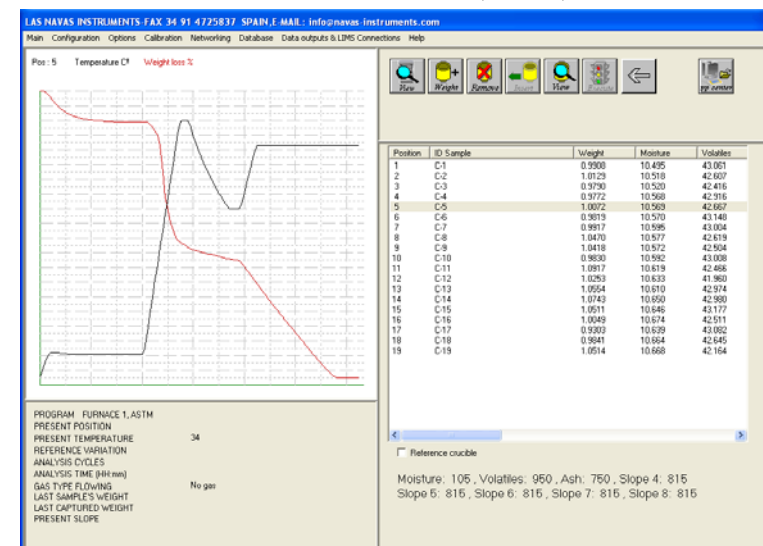 LAS NAVAS INSTRUMENTS-FAX 34 91 4725837 SPAIN,E-MAIL: info@navas-instruments.com
Main Configuration Options Calibration Networking Database Data outputs & LIMS Connections Help
Pos : 5 Temperature Cº Weight loss %
View Weight Remove Insert View Execute pp center
Position ID Sample Weight Moisture Volatiles
1 C-1 0.9908 10.495 43.061
2 C-2 1.0129 10.518 42.607
3 C-3 0.9790 10.520 42.416
4 C-4 0.9772 10.568 42.916
5 C-5 1.0072 10.569 42.667
6 C-6 0.9819 10.570 43.148
7 C-7 0.9917 10.595 43.004
8 C-8 1.0470 10.577 42.619
9 C-9 1.0418 10.572 42.504
10 C-10 0.9830 10.592 43.008
11 C-11 1.0917 10.619 42.466
12 C-12 1.0253 10.633 41.960
13 C-13 1.0554 10.610 42.974
14 C-14 1.0743 10.650 42.980
15 C-15 1.0511 10.646 43.177
16 C-16 1.0049 10.674 42.511
17 C-17 0.9303 10.639 43.082
18 C-18 0.9841 10.664 42.645
19 C-19 1.0514 10.668 42.164
Reference crucible
Moisture: 105 , Volatiles: 950 , Ash: 750 , Slope 4: 815
Slope 5: 815 , Slope 6: 815 , Slope 7: 815 , Slope 8: 815
PROGRAM FURNACE 1, ASTM
PRESENT POSITION
PRESENT TEMPERATURE 34
REFERENCE VARIATION
ANALYSIS CYCLES
ANALYSIS TIME (HH:mm)
GAS TYPE FLOWING No gas
LAST SAMPLE'S WEIGHT
LAST CAPTURED WEIGHT
PRESENT SLOPE